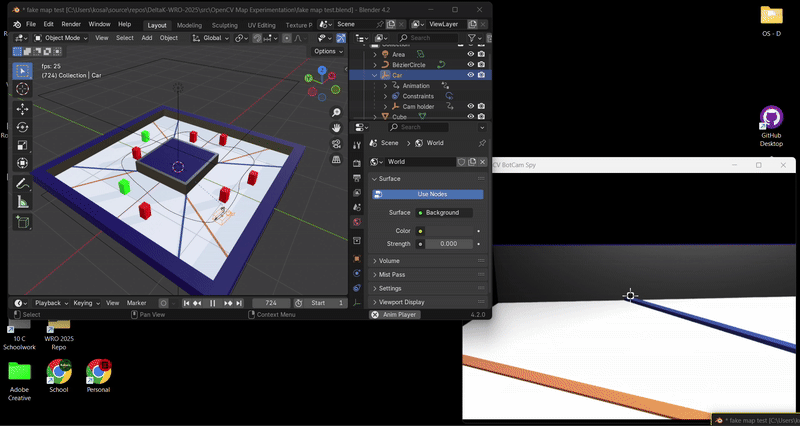 * fake map test [C:\Users\kosal\source\repos\DeltaK-WRO-2025\src\OpenCV Map Experimentation\fake map test.blend] - Blender 4.2
File Edit Render Window Help Layout Modeling Sculpting UV Editing Texture P Scene ViewLayer
Object Mode View Select Add Object Global
Options
fps: 25
(724) Collection | Car
Collection
Area
BézierCircle
Car
Animation
Constraints
Cam holder
Cube
Search
Scene World
World
Surface
Use Nodes
Surface Background
Color
Strength 0.000
Volume
Mist Pass
Settings
Viewport Display
Playback Keying View Marker 724 Start 1
Anim Player
Select Pan View Context Menu 4.2.0
OS - D
GitHub
Desktop
CV BotCam Spy
10 C
Schoolwork
WRO 2025
Repo
Adobe
Creative
School
Personal
* fake map test [C:\Users\ko